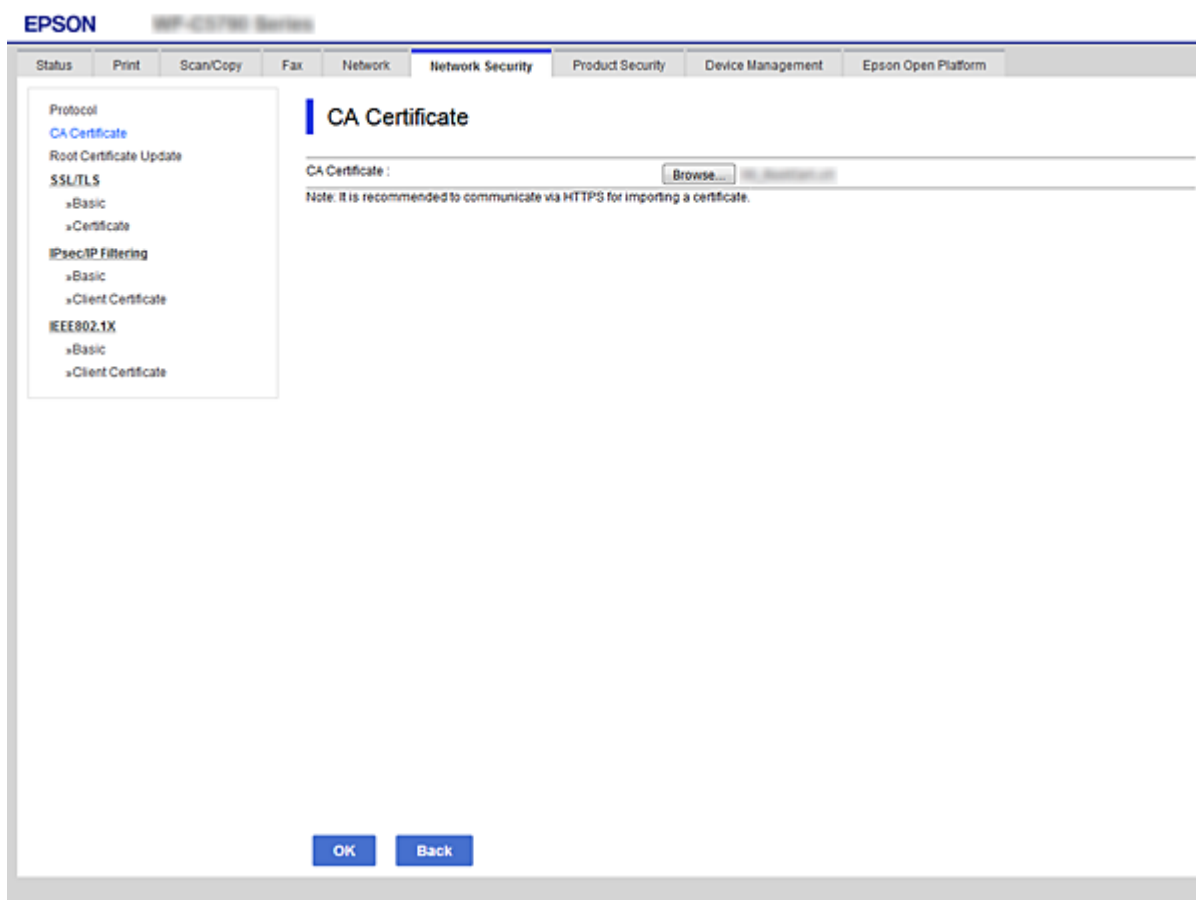 EPSON
Status Print Scan/Copy Fax Network Network Security Product Security Device Management Epson Open Platform
Protocol
CA Certificate
Root Certificate Update
SSL/TLS
»Basic
»Certificate
IPsec/IP Filtering
»Basic
»Client Certificate
IEEE802.1X
»Basic
»Client Certificate
CA Certificate
CA Certificate : Browse...
Note: It is recommended to communicate via HTTPS for importing a certificate.
OK Back